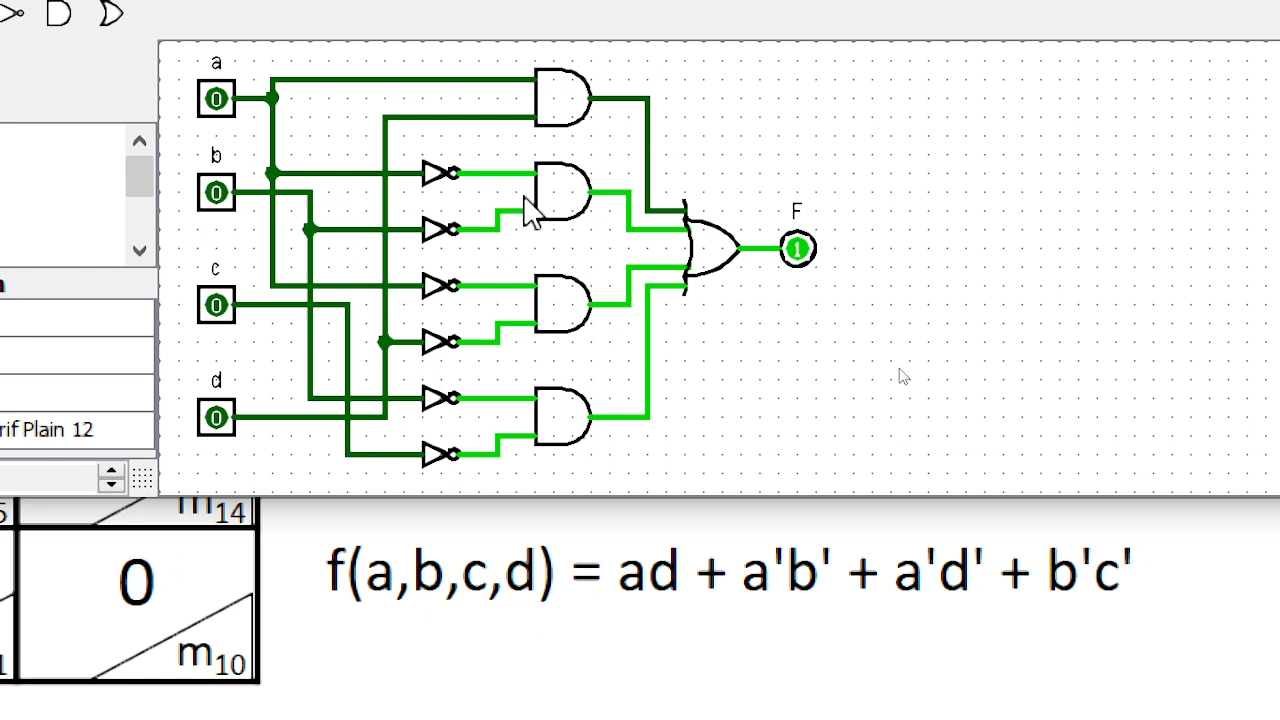 a
0
b
0
c
0
d
0
F
1
rif Plain 12
m14
0
m10
f(a,b,c,d) = ad + a'b' + a'd' + b'c'